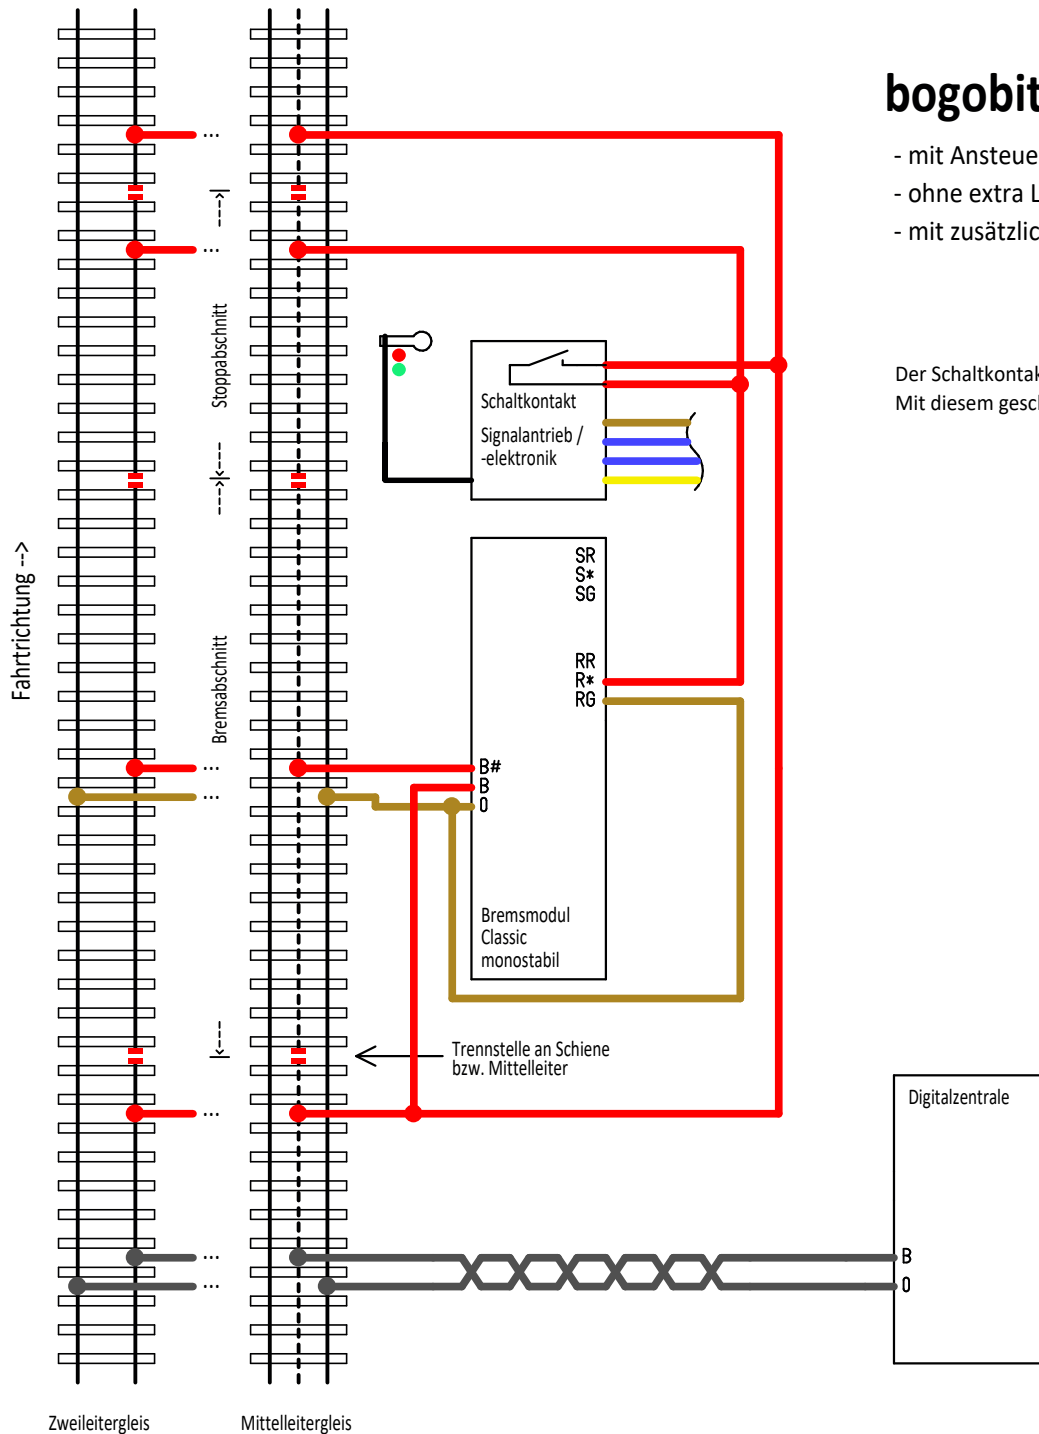 bogobit
- mit Ansteue
- ohne extra L
- mit zusätzlic
Der Schaltkontak
Mit diesem gesch
...
...
Stoppabschnitt
Schaltkontakt
Signalantrieb /
-elektronik
Fahrtrichtung -->
Bremsabschnitt
SR
S*
SG
RR
R*
RG
B#
B
0
...
...
Bremsmodul
Classic
monostabil
Trennstelle an Schiene
bzw. Mittelleiter
...
Digitalzentrale
...
...
B
0
Zweileitergleis
Mittelleitergleis